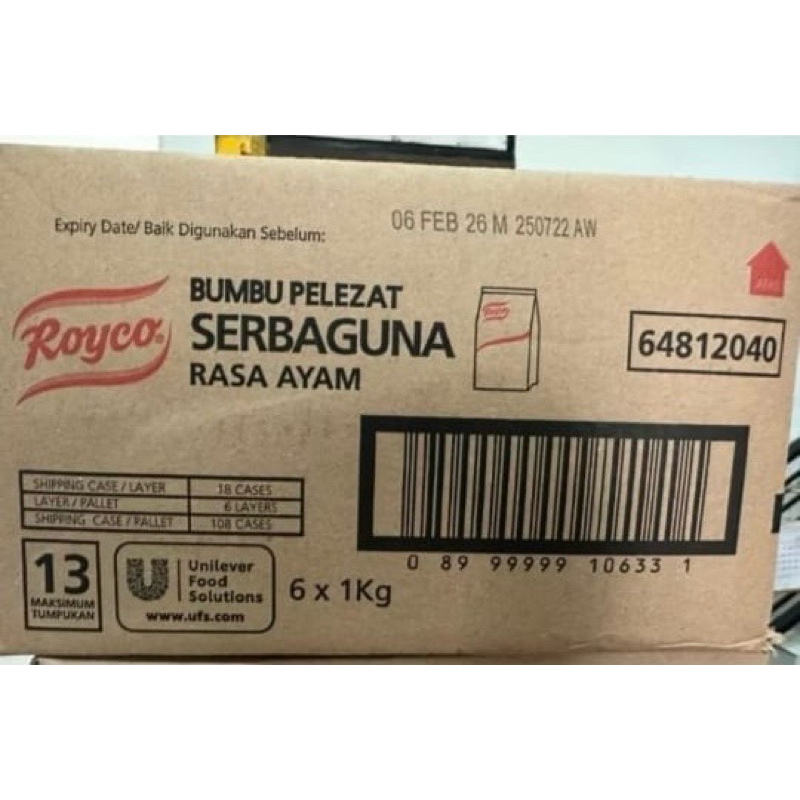 Expiry Date/ Baik Digunakan Sebelum:
06 FEB 26 M 250722 AW
Royco®
BUMBU PELEZAT
SERBAGUNA
RASA AYAM
Royco
ATAS
64812040
SHIPPING CASE / LAYER 18 CASES
LAYER / PALLET 6 LAYERS
SHIPPING CASE / PALLET 108 CASES
0 89 99999 10633 1
13
MAKSIMUM
TUMPUKAN
Unilever
Food
Solutions
www.ufs.com
6 x 1Kg